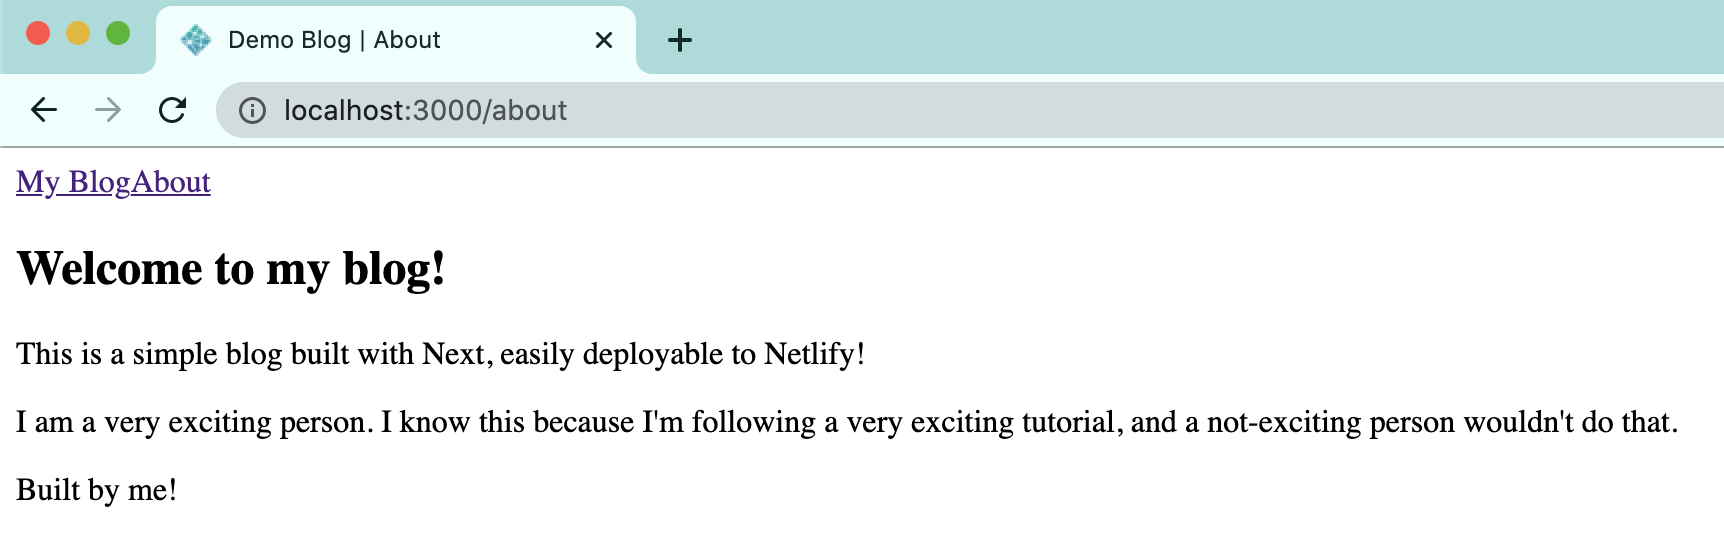 Demo Blog | About
localhost:3000/about
My BlogAbout
Welcome to my blog!
This is a simple blog built with Next, easily deployable to Netlify!
I am a very exciting person. I know this because I'm following a very exciting tutorial, and a not-exciting person wouldn't do that.
Built by me!